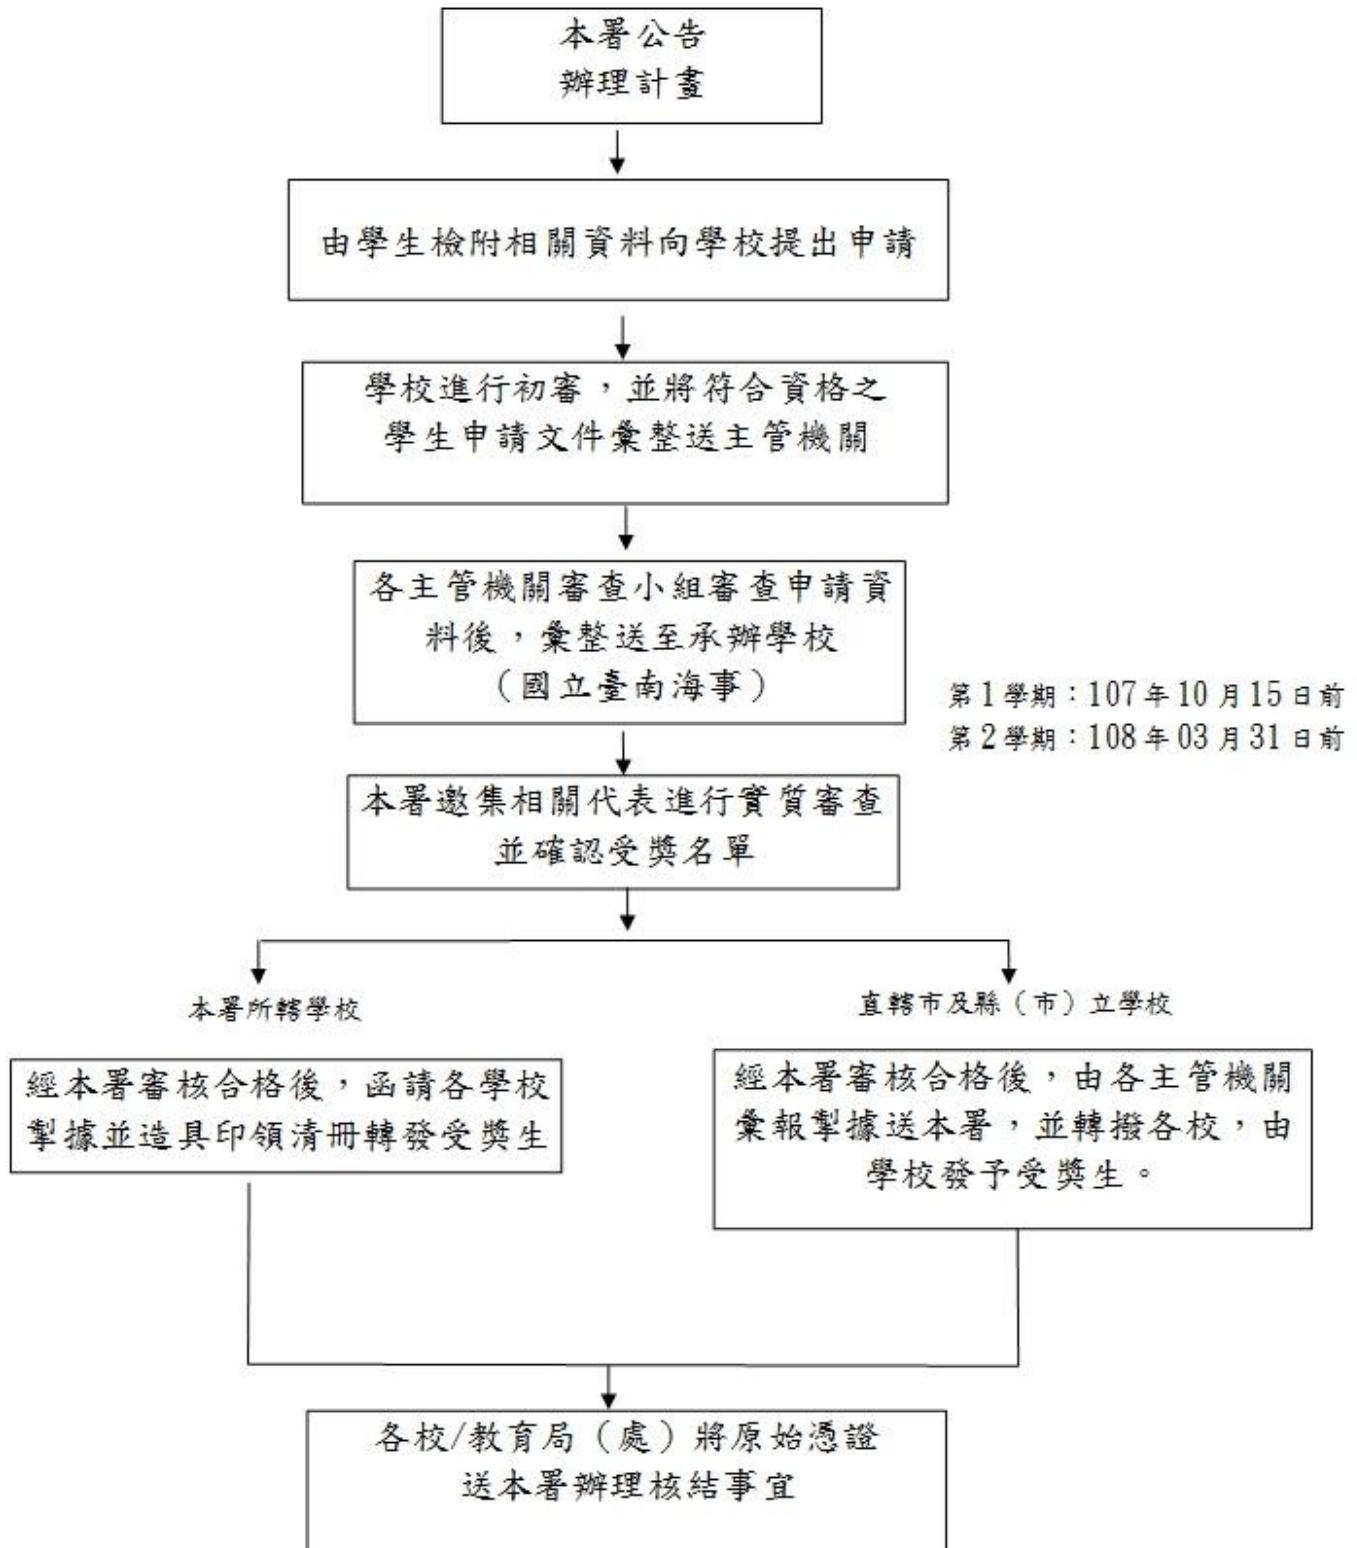 本署公告
辦理計畫
由學生檢附相關資料向學校提出申請
學校進行初審，並將符合資格之
學生申請文件彙整送主管機關
各主管機關審查小組審查申請資
料後，彙整送至承辦學校
（國立臺南海事）
第1學期：107年10月15日前
第2學期：108年03月31日前
本署邀集相關代表進行實質審查
並確認受獎名單
本署所轄學校
直轄市及縣（市）立學校
經本署審核合格後，函請各學校
掣據並造具印領清冊轉發受獎生
經本署審核合格後，由各主管機關
彙報掣據送本署，並轉撥各校，由
學校發予受獎生。
各校/教育局（處）將原始憑證
送本署辦理核結事宜